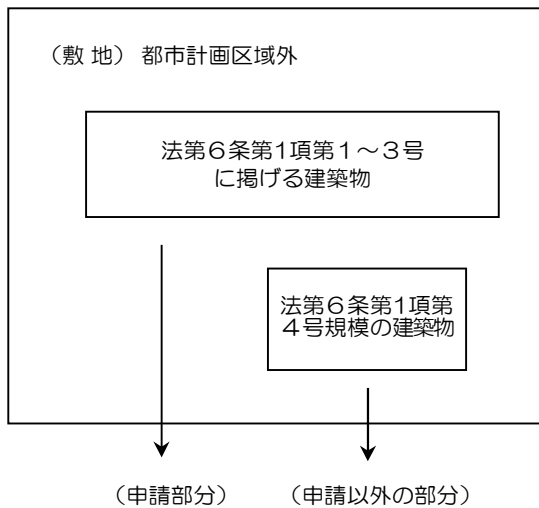 （敷 地） 都市計画区域外
法第６条第1項第１～３号
に掲げる建築物
法第６条第1項第
４号規模の建築物
（申請部分） （申請以外の部分）